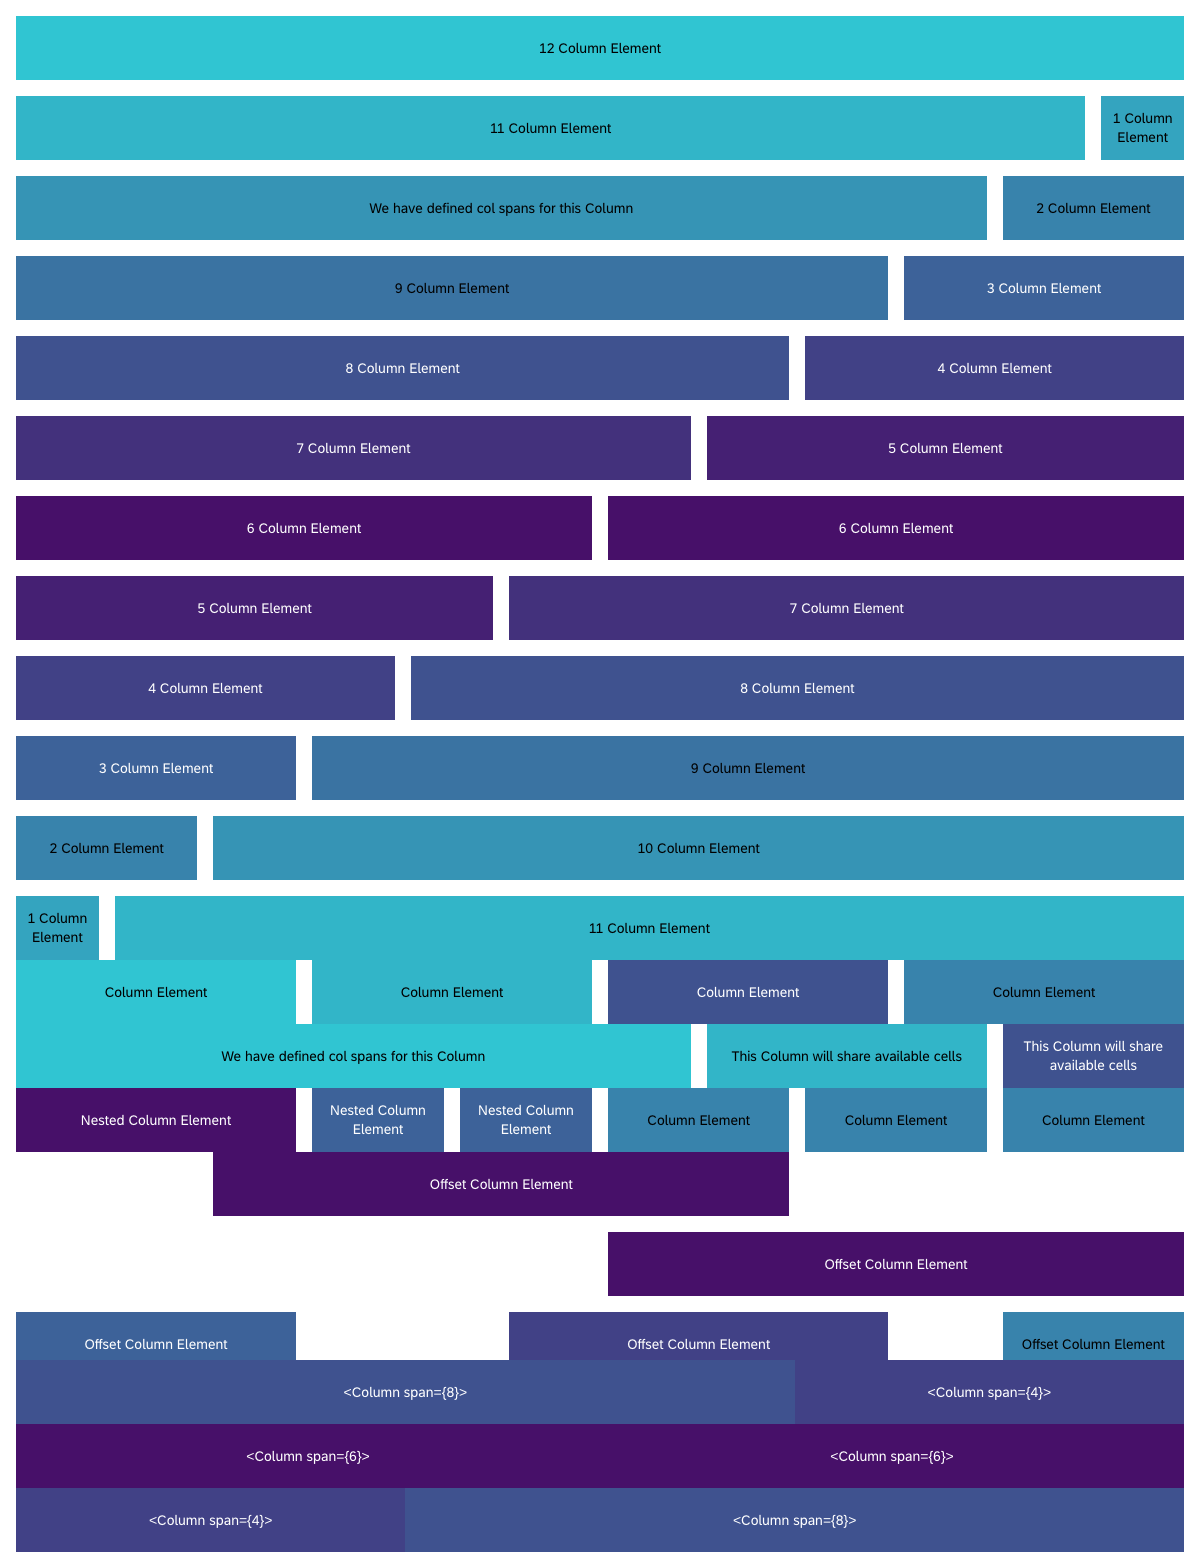 12 Column Element
11 Column Element
1 Column
Element
We have defined col spans for this Column
2 Column Element
9 Column Element
3 Column Element
8 Column Element
4 Column Element
7 Column Element
5 Column Element
6 Column Element
6 Column Element
5 Column Element
7 Column Element
4 Column Element
8 Column Element
3 Column Element
9 Column Element
2 Column Element
10 Column Element
1 Column
Element
11 Column Element
Column Element
Column Element
Column Element
Column Element
We have defined col spans for this Column
This Column will share available cells
This Column will share
available cells
Nested Column Element
Nested Column
Element
Nested Column
Element
Column Element
Column Element
Column Element
Offset Column Element
Offset Column Element
Offset Column Element
Offset Column Element
Offset Column Element
<Column span={8}>
<Column span={4}>
<Column span={6}>
<Column span={6}>
<Column span={4}>
<Column span={8}>